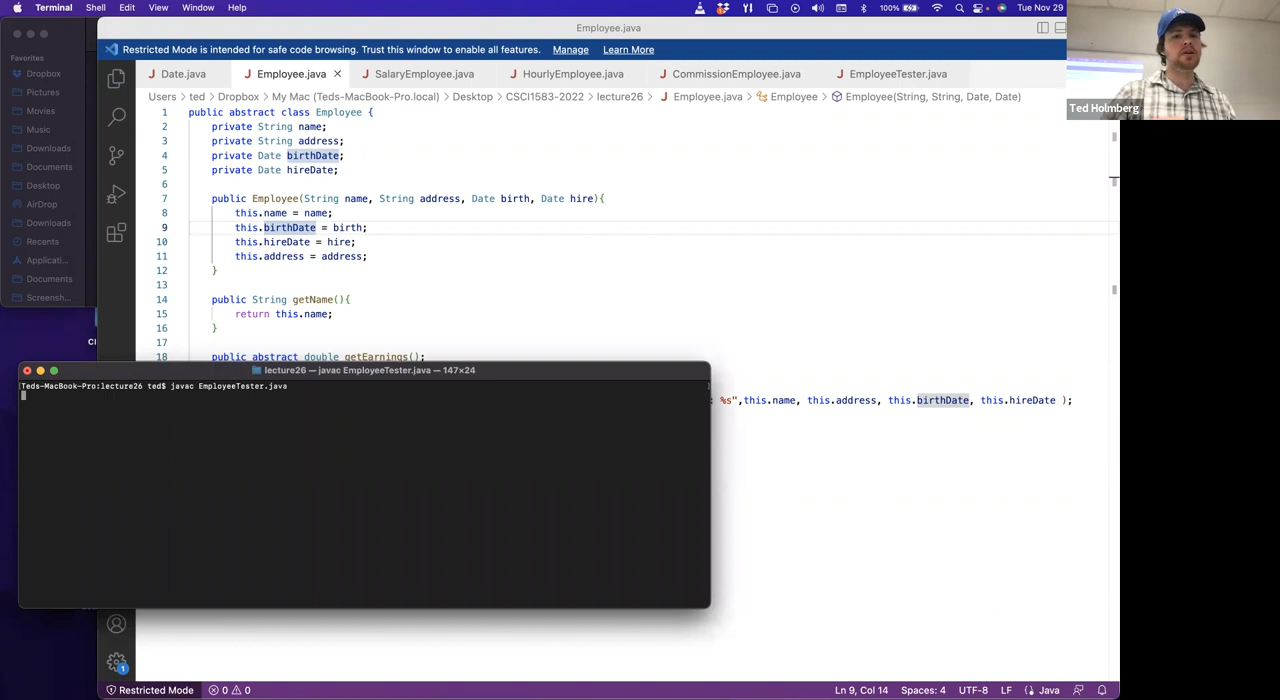 Terminal Shell Edit View Window Help 100% Tue Nov 29
Employee.java
Restricted Mode is intended for safe code browsing. Trust this window to enable all features. Manage Learn More
Favorites
Dropbox
Pictures
Movies
Music
Downloads
Documents
Desktop
AirDrop
Downloads
Recents
Applicati...
Documents
Screensh...
Date.java Employee.java SalaryEmployee.java HourlyEmployee.java CommissionEmployee.java EmployeeTester.java
Users > ted > Dropbox > My Mac (Teds-MacBook-Pro.local) > Desktop > CSCI1583-2022 > lecture26 > Employee.java > Employee > Employee(String, String, Date, Date)
1 public abstract class Employee {
2 private String name;
3 private String address;
4 private Date birthDate;
5 private Date hireDate;
6
7 public Employee(String name, String address, Date birth, Date hire){
8 this.name = name;
9 this.birthDate = birth;
10 this.hireDate = hire;
11 this.address = address;
12 }
13
14 public String getName(){
15 return this.name;
16 }
17
18 public abstract double getEarnings();
: %s",this.name, this.address, this.birthDate, this.hireDate );
lecture26 — javac EmployeeTester.java — 147×24
Teds-MacBook-Pro:lecture26 ted$ javac EmployeeTester.java
1
Restricted Mode 0 0 Ln 9, Col 14 Spaces: 4 UTF-8 LF Java
Ted Holmberg